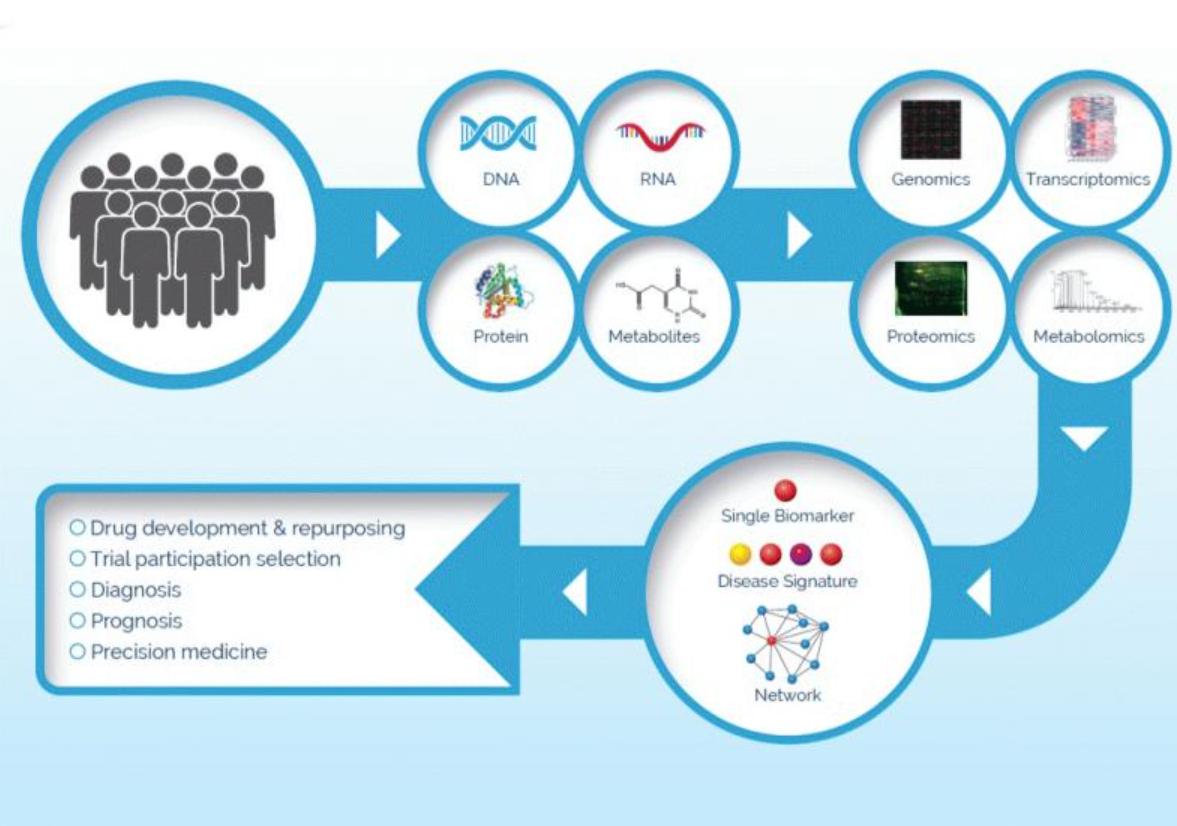 DNA
RNA
Protein
Metabolites
Genomics
Transcriptomics
Proteomics
Metabolomics
Single Biomarker
Disease Signature
Network
Drug development & repurposing
Trial participation selection
Diagnosis
Prognosis
Precision medicine